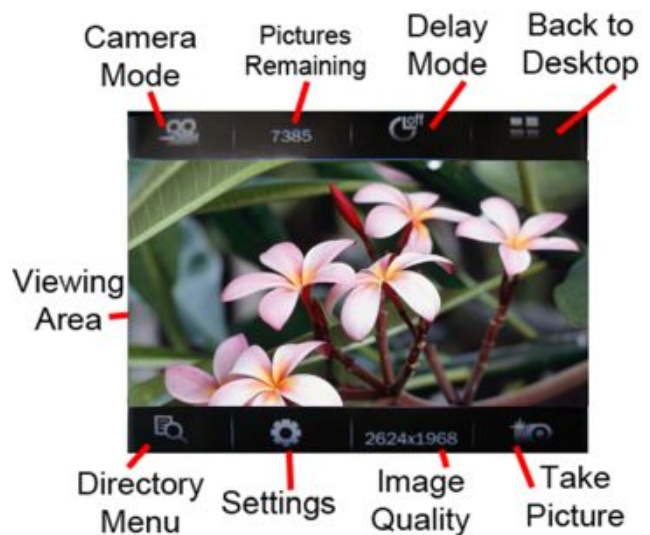 Camera
Mode
Pictures
Remaining
Delay
Mode
Back to
Desktop
7385
off
Viewing
Area
2624x1968
Directory
Menu
Settings
Image
Quality
Take
Picture